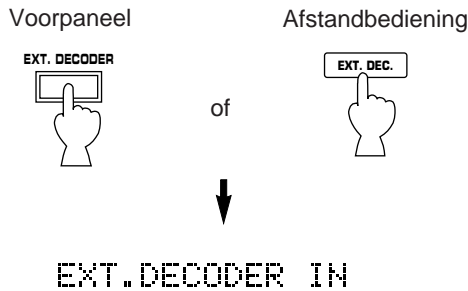 Voorpaneel
Afstandbediening
EXT. DECODER
EXT. DEC.
of
EXT.DECODER IN